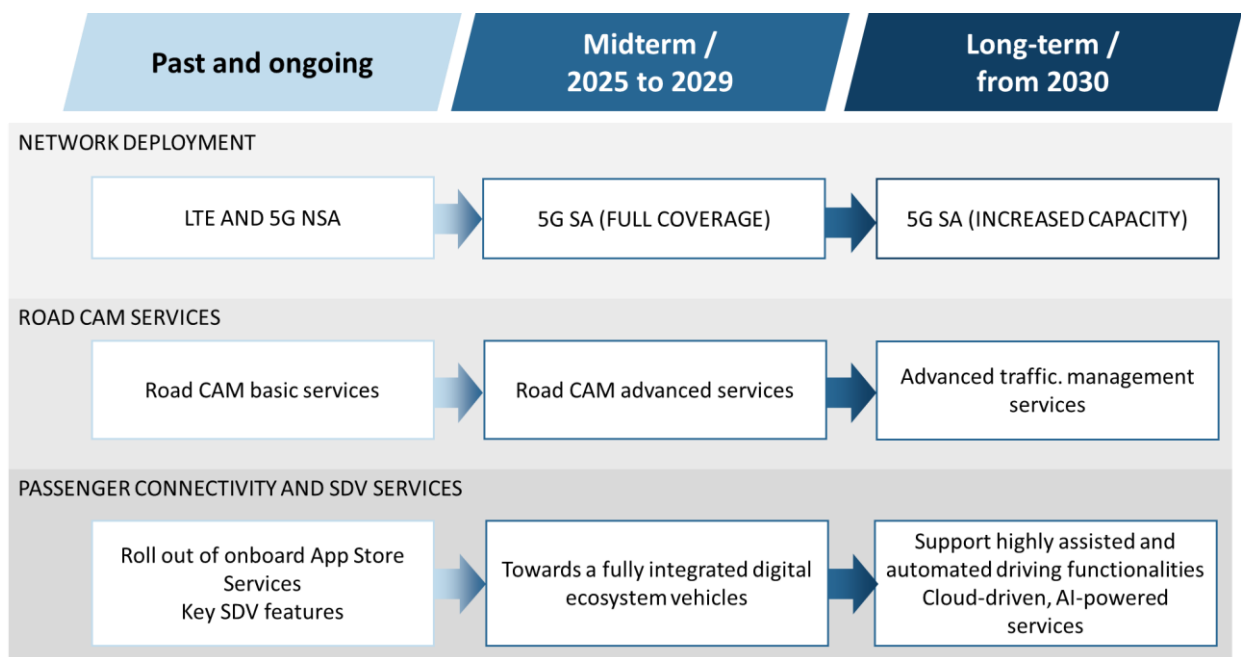 Past and ongoing
Midterm /
2025 to 2029
Long-term /
from 2030
NETWORK DEPLOYMENT
LTE AND 5G NSA
5G SA (FULL COVERAGE)
5G SA (INCREASED CAPACITY)
ROAD CAM SERVICES
Road CAM basic services
Road CAM advanced services
Advanced traffic. management
services
PASSENGER CONNECTIVITY AND SDV SERVICES
Roll out of onboard App Store
Services
Key SDV features
Towards a fully integrated digital
ecosystem vehicles
Support highly assisted and
automated driving functionalities
Cloud-driven, AI-powered
services